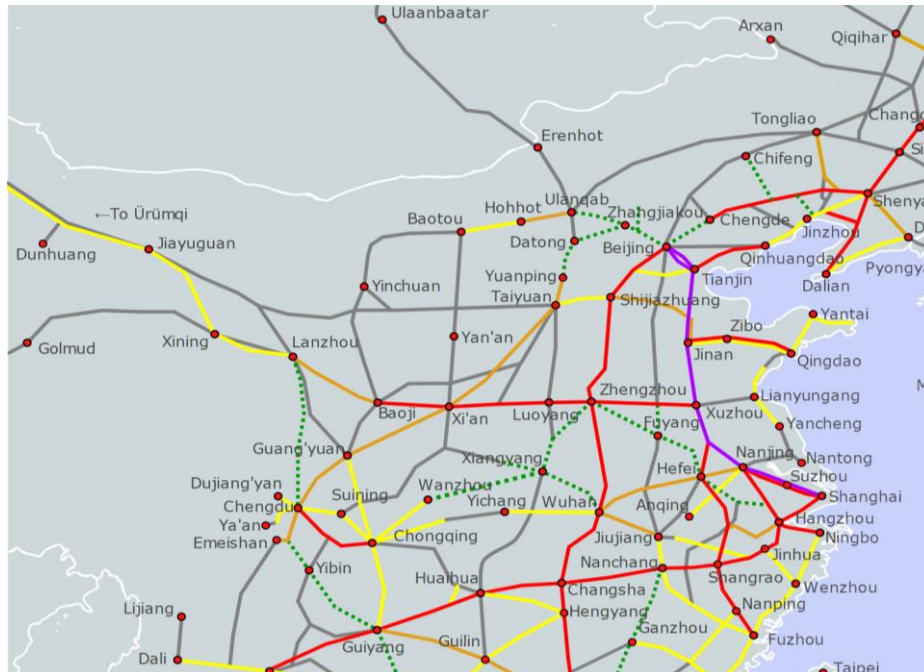 Ulaanbaatar
Arxan
Qiqihar
Tongliao
Erenhot
Chifeng
←To Ürümqi
Baotou
Hohhot
Ulanqab
Zhangjiakou
Chengde
Jinzhou
Dunhuang
Jiayuguan
Datong
Beijing
Qinhuangdao
Yinchuan
Yuanping
Tianjin
Dalian
Taiyuan
Shijiazhuang
Yantai
Golmud
Xining
Lanzhou
Yan'an
Zibo
Jinan
Qingdao
Zhengzhou
Baoji
Xi'an
Luoyang
Xuzhou
Lianyungang
Fuyang
Yancheng
Guang'yuan
Xiangyang
Hefei
Nanjing
Nantong
Dujiang'yan
Suining
Wanzhou
Suzhou
Chengdu
Yichang
Wuhan
Anqing
Shanghai
Ya'an
Hangzhou
Emeishan
Chongqing
Jiujiang
Ningbo
Yibin
Nanchang
Jinhua
Huaihua
Shangrao
Changsha
Wenzhou
Lijiang
Hengyang
Nanping
Ganzhou
Guiyang
Guilin
Fuzhou
Dali
Taipei